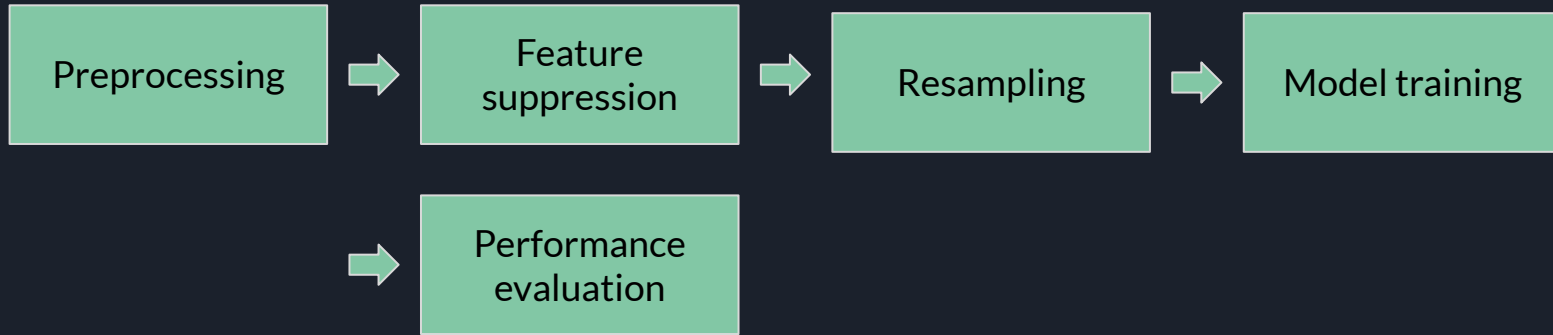 Preprocessing
Feature
suppression
Resampling
Model training
Performance
evaluation